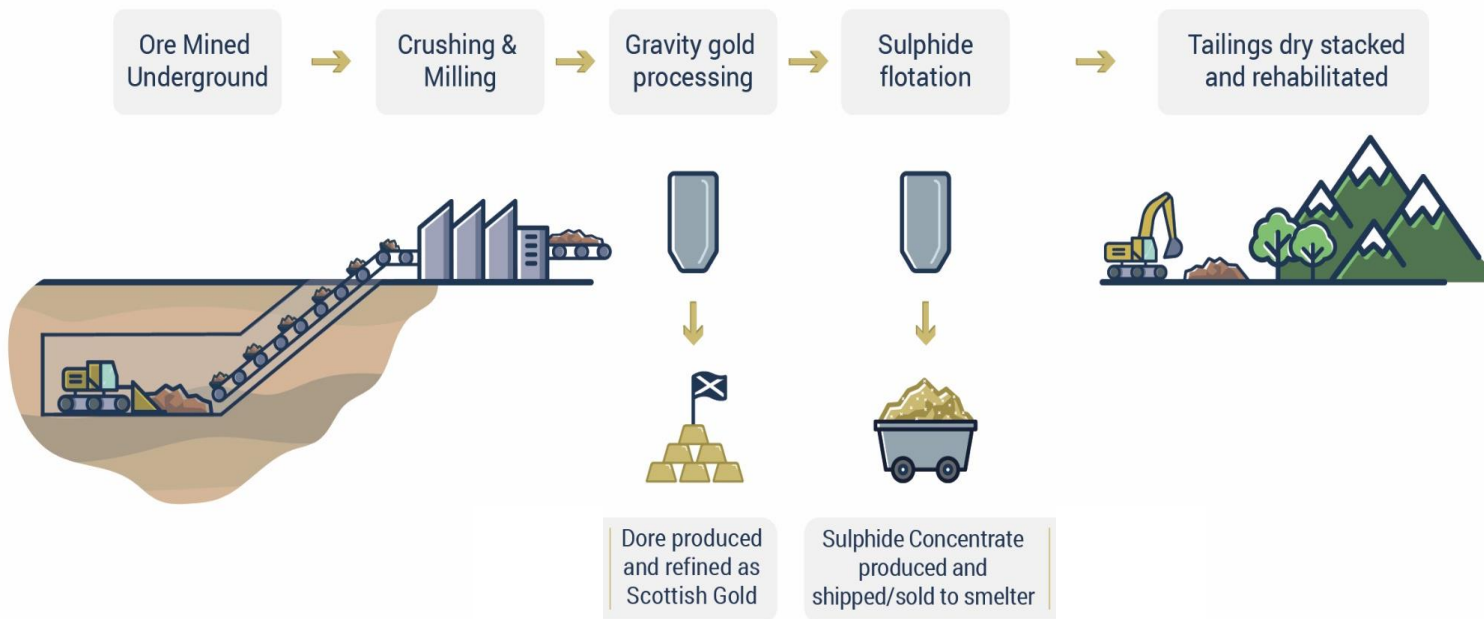 Ore Mined
Underground
Crushing &
Milling
Gravity gold
processing
Sulphide
flotation
Tailings dry stacked
and rehabilitated
Dore produced
and refined as
Scottish Gold
Sulphide Concentrate
produced and
shipped/sold to smelter